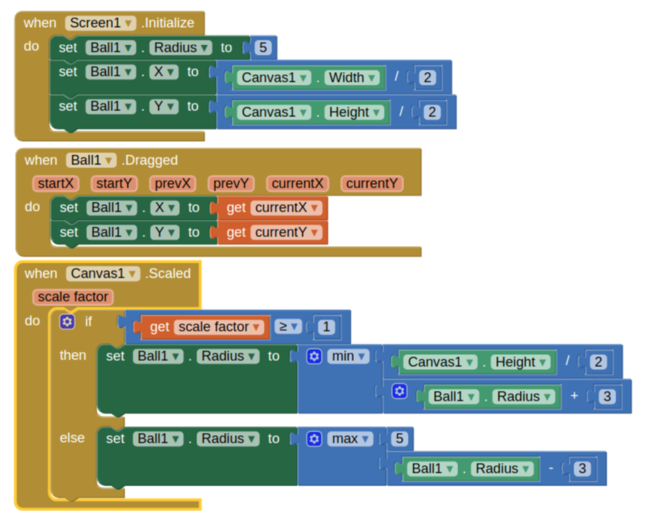 when Screen1 .Initialize
do set Ball1 . Radius to 5
set Ball1 . X to Canvas1 . Width / 2
set Ball1 . Y to Canvas1 . Height / 2
when Ball1 .Dragged
startX startY prevX prevY currentX currentY
do set Ball1 . X to get currentX
set Ball1 . Y to get currentY
when Canvas1 .Scaled
scale factor
do if get scale factor ≥ 1
then set Ball1 . Radius to min Canvas1 . Height / 2
Ball1 . Radius + 3
else set Ball1 . Radius to max 5
Ball1 . Radius - 3